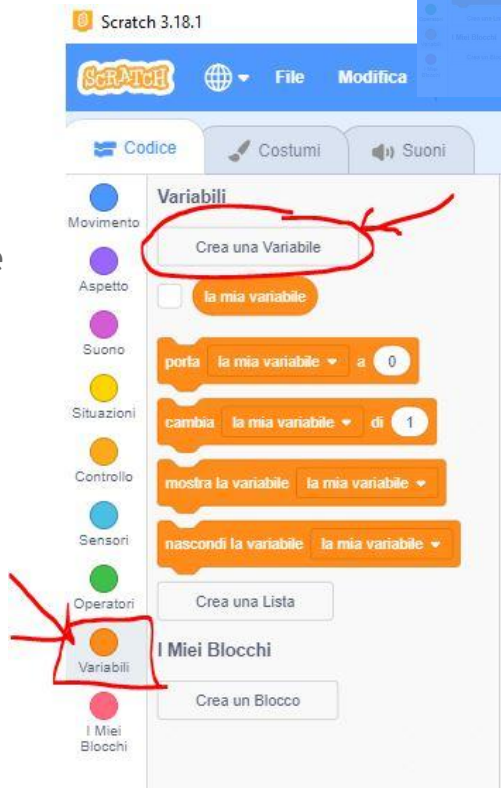 Scratch 3.18.1
SCRATCH File Modifica
Codice Costumi Suoni
Movimento
Aspetto
Suono
Situazioni
Controllo
Sensori
Operatori
Variabili
I Miei
Blocchi
Variabili
Crea una Variabile
la mia variabile
porta la mia variabile a 0
cambia la mia variabile di 1
mostra la variabile la mia variabile
nascondi la variabile la mia variabile
Crea una Lista
I Miei Blocchi
Crea un Blocco
e